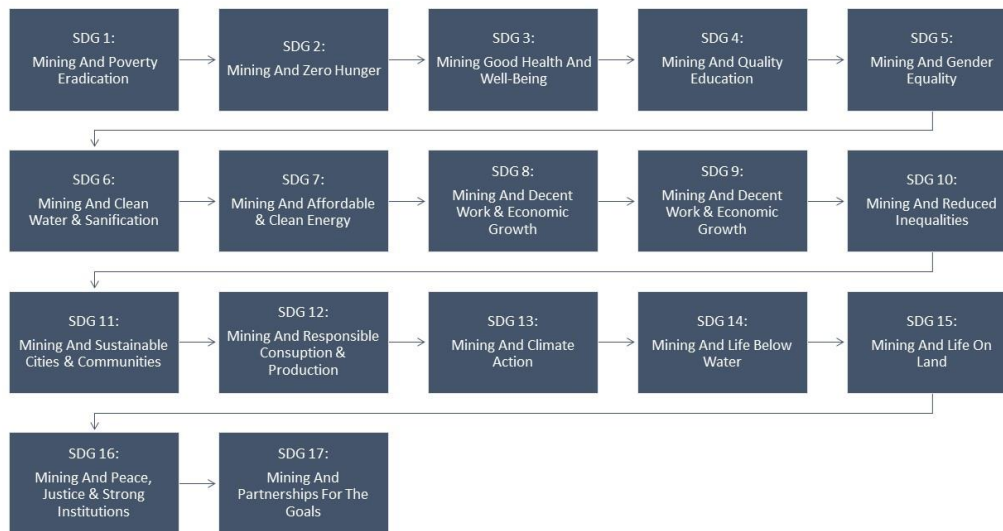 SDG 1:
Mining And Poverty
Eradication
SDG 2:
Mining And Zero Hunger
SDG 3:
Mining Good Health And
Well-Being
SDG 4:
Mining And Quality
Education
SDG 5:
Mining And Gender
Equality
SDG 6:
Mining And Clean
Water & Sanification
SDG 7:
Mining And Affordable
& Clean Energy
SDG 8:
Mining And Decent
Work & Economic
Growth
SDG 9:
Mining And Decent
Work & Economic
Growth
SDG 10:
Mining And Reduced
Inequalities
SDG 11:
Mining And Sustainable
Cities & Communities
SDG 12:
Mining And Responsible
Consuption &
Production
SDG 13:
Mining And Climate
Action
SDG 14:
Mining And Life Below
Water
SDG 15:
Mining And Life On
Land
SDG 16:
Mining And Peace,
Justice & Strong
Institutions
SDG 17:
Mining And
Partnerships For The
Goals